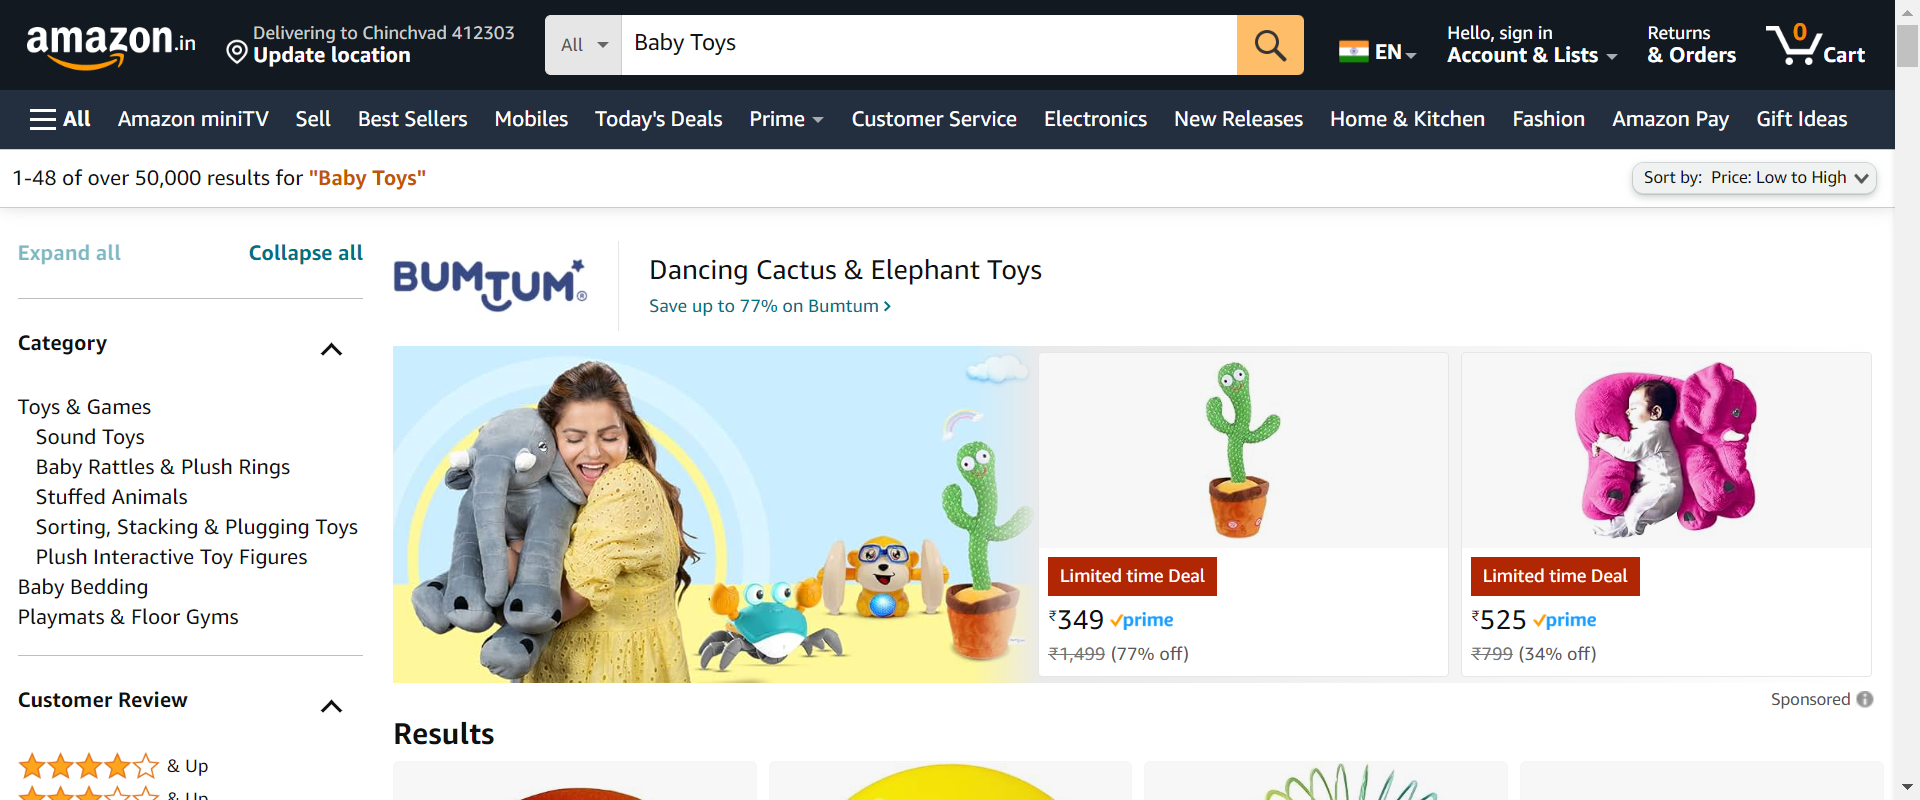 amazon.in
Delivering to Chinchvad 412303
Update location
All
Baby Toys
EN
Hello, sign in
Account & Lists
Returns
& Orders
0
Cart
All
Amazon miniTV
Sell
Best Sellers
Mobiles
Today's Deals
Prime
Customer Service
Electronics
New Releases
Home & Kitchen
Fashion
Amazon Pay
Gift Ideas
1-48 of over 50,000 results for "Baby Toys"
Sort by: Price: Low to High
Expand all
Collapse all
Category
Toys & Games
Sound Toys
Baby Rattles & Plush Rings
Stuffed Animals
Sorting, Stacking & Plugging Toys
Plush Interactive Toy Figures
Baby Bedding
Playmats & Floor Gyms
Customer Review
& Up
& Up
BUMTUM®
Dancing Cactus & Elephant Toys
Save up to 77% on Bumtum
Limited time Deal
₹349 prime
₹1,499 (77% off)
Limited time Deal
₹525 prime
₹799 (34% off)
Sponsored
Results